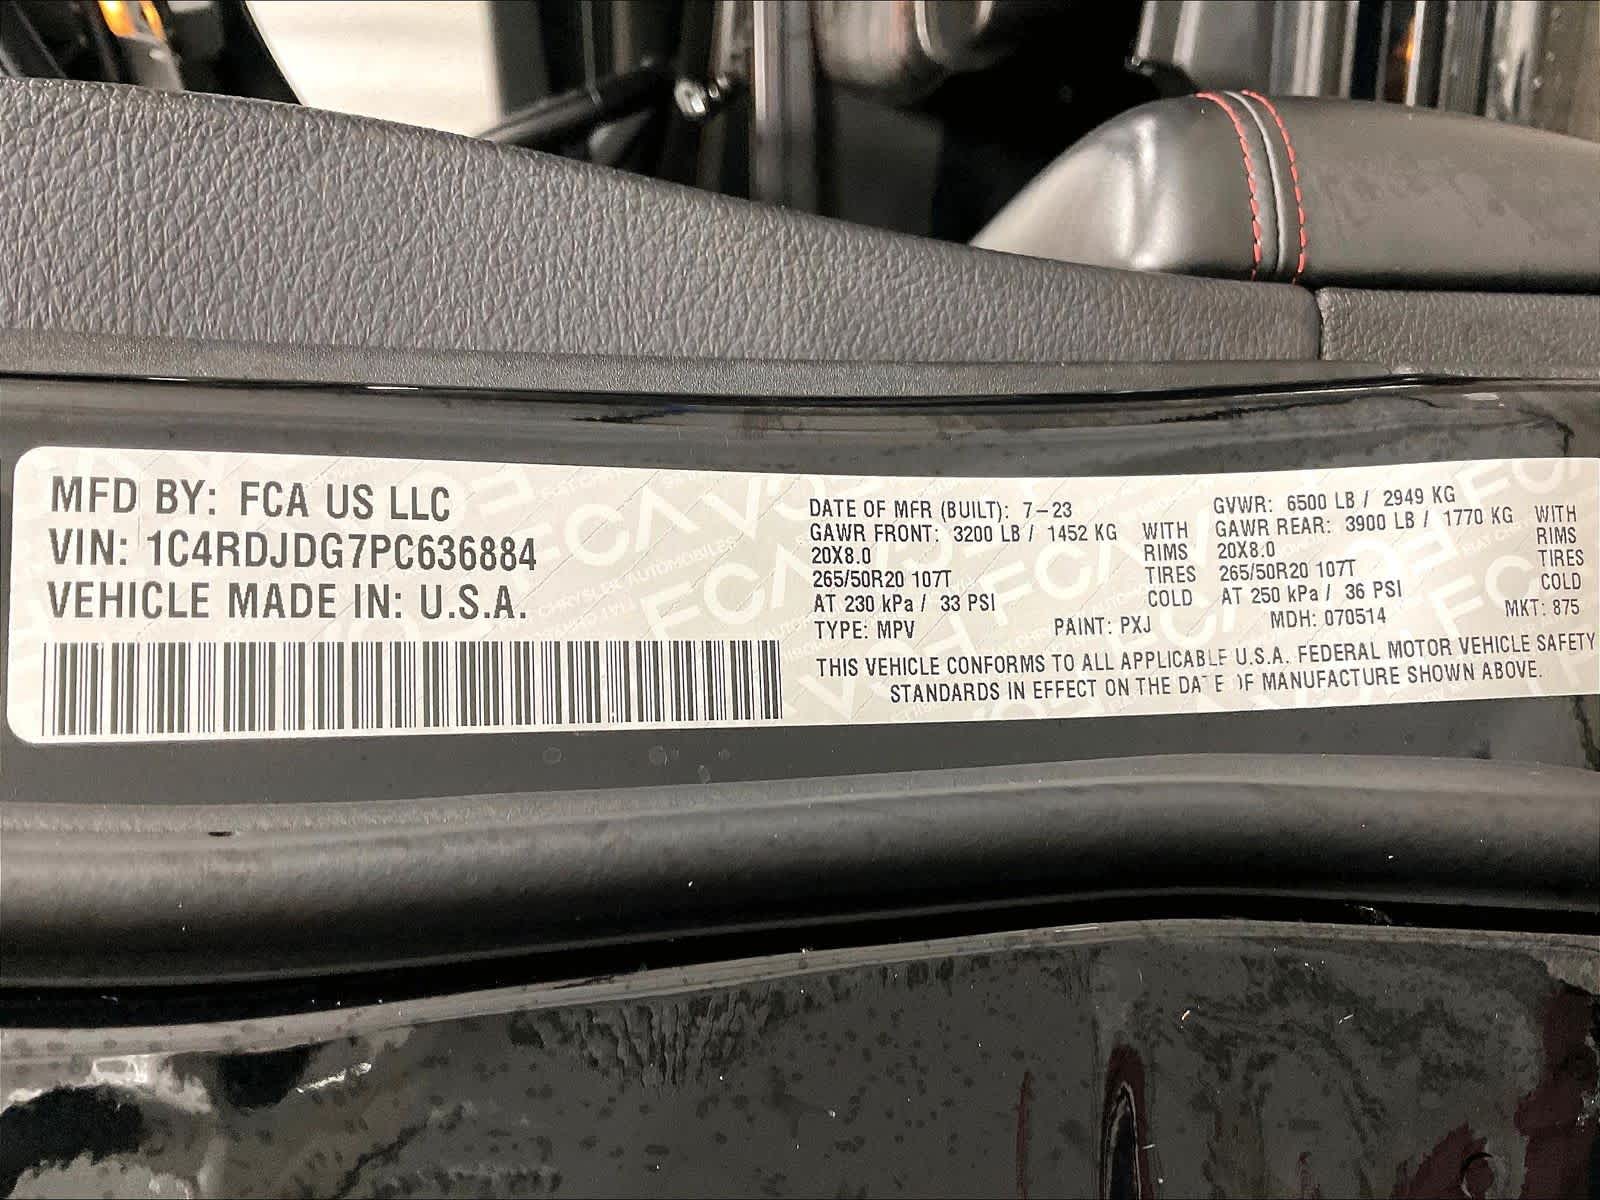 MFD BY: FCA US LLC
VIN: 1C4RDJDG7PC636884
VEHICLE MADE IN: U.S.A.
DATE OF MFR (BUILT): 7-23 GVWR: 6500 LB / 2949 KG
GAWR FRONT: 3200 LB / 1452 KG WITH GAWR REAR: 3900 LB / 1770 KG WITH
20X8.0 RIMS 20X8.0 RIMS
265/50R20 107T TIRES 265/50R20 107T TIRES
AT 230 kPa / 33 PSI COLD AT 250 kPa / 36 PSI COLD
TYPE: MPV PAINT: PXJ MDH: 070514 MKT: 875
THIS VEHICLE CONFORMS TO ALL APPLICABLE U.S.A. FEDERAL MOTOR VEHICLE SAFETY
STANDARDS IN EFFECT ON THE DATE OF MANUFACTURE SHOWN ABOVE.